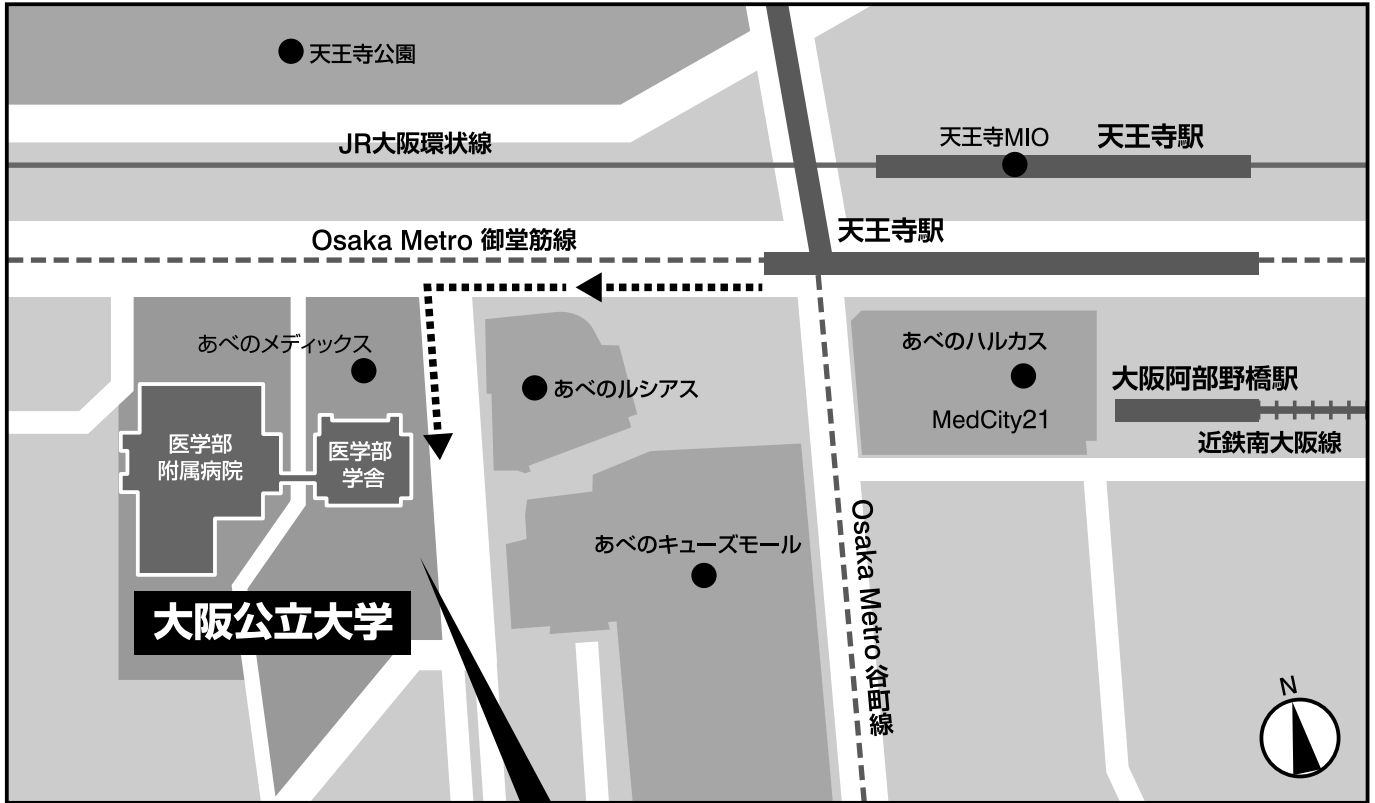 天王寺公園
JR大阪環状線
天王寺MIO
天王寺駅
Osaka Metro 御堂筋線
天王寺駅
あべのメディックス
あべのルシアス
あべのハルカス
MedCity21
大阪阿部野橋駅
近鉄南大阪線
医学部
附属病院
医学部
学舎
あべのキューズモール
Osaka Metro 谷町線
大阪公立大学
N